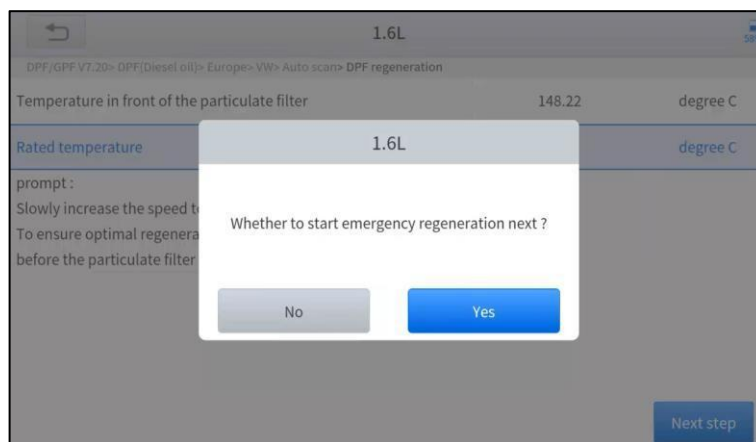 1.6L
DPF/GPF V7.20> DPF(Diesel oil)> Europe> VW> Auto scan> DPF regeneration
Temperature in front of the particulate filter 148.22 degree C
Rated temperature degree C
prompt :
Slowly increase the speed
To ensure optimal
before the particulate filter
1.6L
Whether to start emergency regeneration next ?
No Yes
Next step